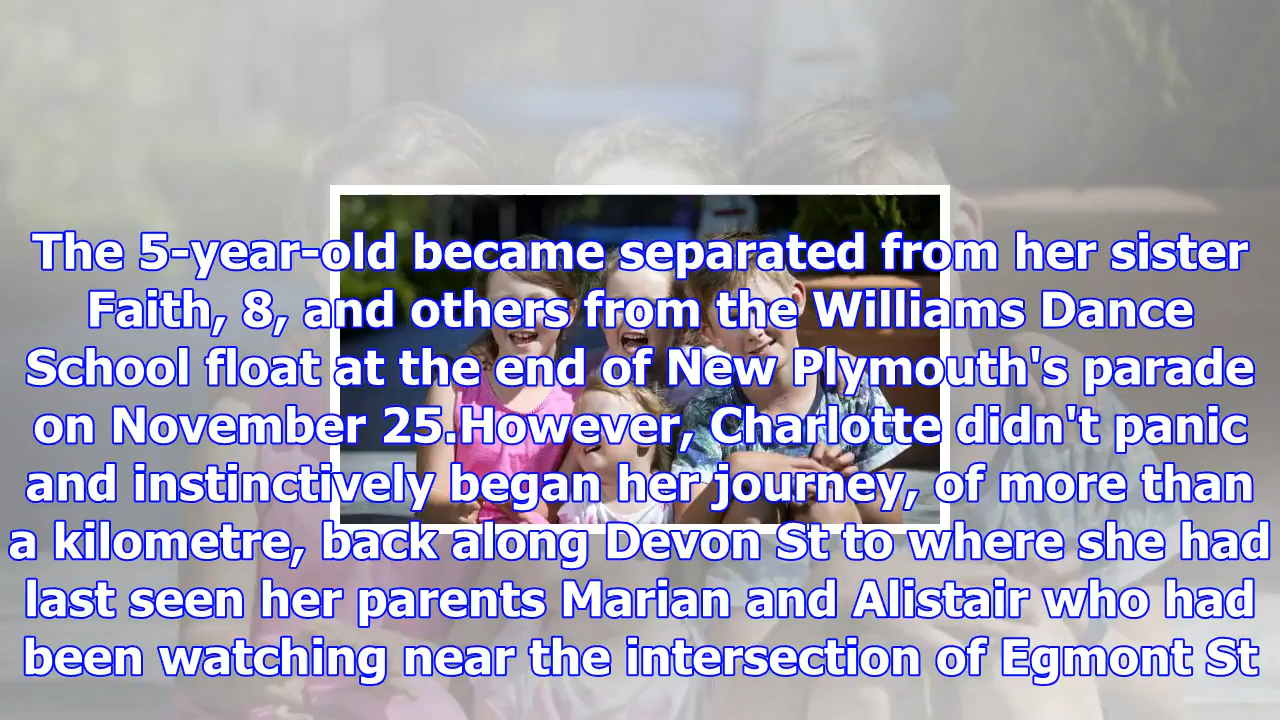 The 5-year-old became separated from her sister
Faith, 8, and others from the Williams Dance
School float at the end of New Plymouth's parade
on November 25.However, Charlotte didn't panic
and instinctively began her journey, of more than
a kilometre, back along Devon St to where she had
last seen her parents Marian and Alistair who had
been watching near the intersection of Egmont St